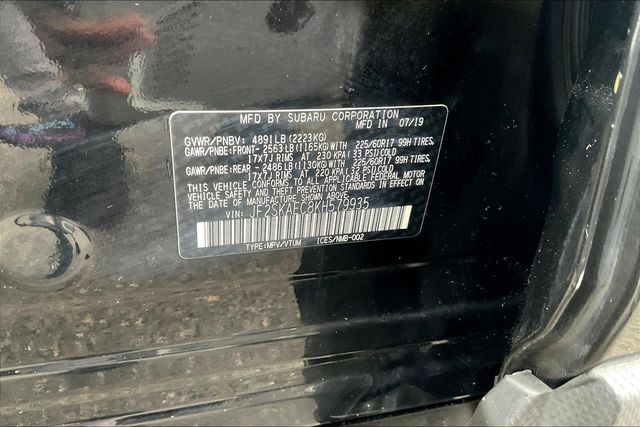 MFD BY SUBARU CORPORATION
MFD IN 07/19
GVWR/PNBV: 4891LB (2223KG)
GAWR/PNBE:FRONT- 2563LB(1165KG)WITH 225/60R17 99H TIRES,
17X7J RIMS AT 230 KPA( 33 PSI)COLD
GAWR/PNBE:REAR - 2486LB(1130KG)WITH 225/60R17 99H TIRES,
17X7J RIMS AT 220 KPA( 32 PSI)COLD
THIS VEHICLE CONFORMS TO ALL APPLICABLE FEDERAL MOTOR
VEHICLE SAFETY AND THEFT PREVENTION STANDARDS IN EFFECT ON
THE DATE OF MANUFACTURE SHOWN ABOVE.
VIN: JF2SKAEC8KH579935
TYPE:MPV/VTUM ICES/NMB-002